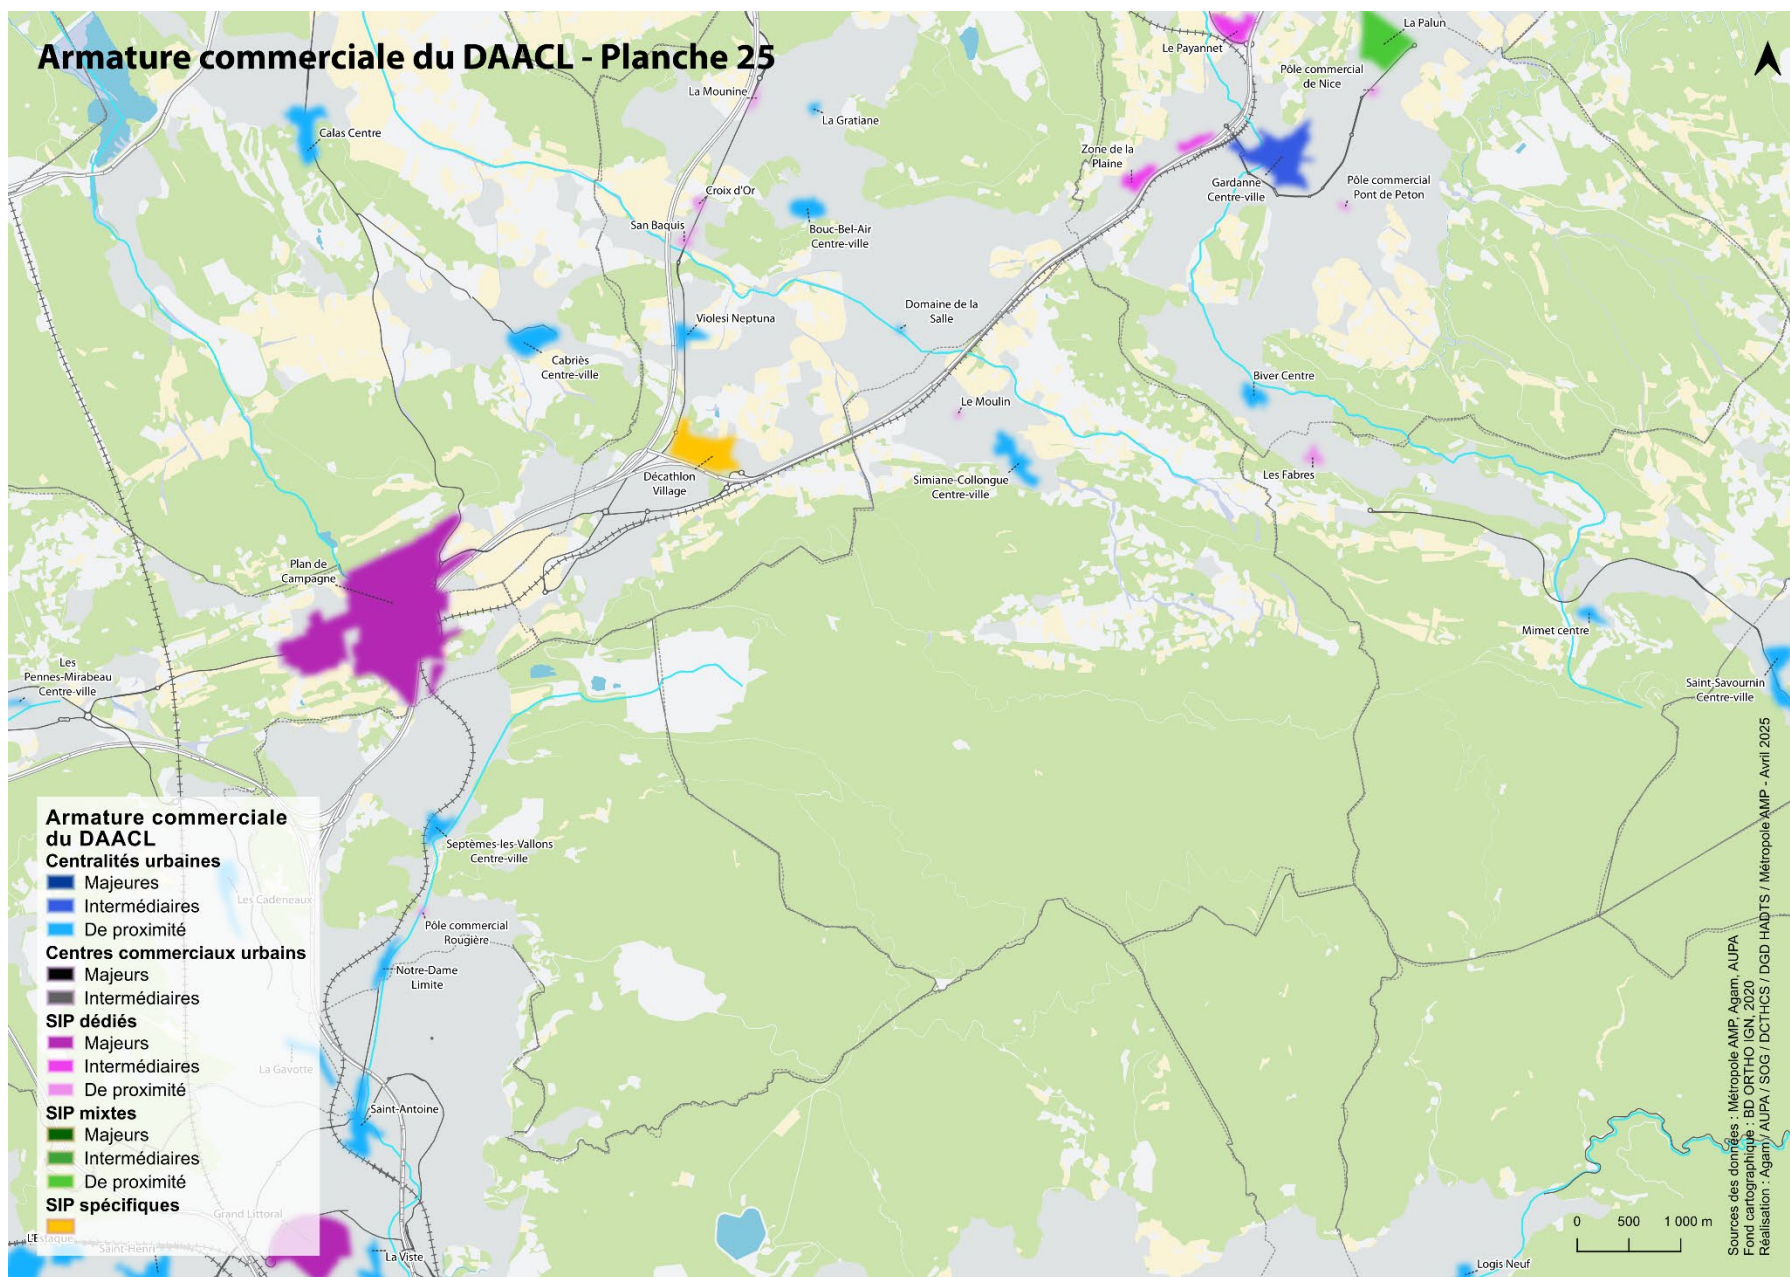 Armature commerciale du DAACL - Planche 25
La Palun
Le Payannet
Pôle commercial
de Nice
La Mounine
La Gratiane
Calas Centre
Zone de la
Plaine
Gardanne
Centre-ville
Pôle commercial
Pont de Peton
Croix d'Or
San Baquis
Bouc-Bel-Air
Centre-ville
Domaine de la
Salle
Violesi Neptuna
Cabriès
Centre-ville
Biver Centre
Le Moulin
Décathlon
Village
Simiane-Collongue
Centre-ville
Les Fabres
Plan de
Campagne
Mimet centre
Les
Pennes-Mirabeau
Centre-ville
Saint-Savournin
Centre-ville
Septèmes-les-Vallons
Centre-ville
Les Cadeneaux
Pôle commercial
Rougière
Notre-Dame
Limite
La Gavotte
Saint-Antoine
Grand Littoral
L'Estaque
Saint-Henri
La Viste
Logis Neuf
Armature commerciale
du DAACL
Centralités urbaines
Majeures
Intermédiaires
De proximité
Centres commerciaux urbains
Majeurs
Intermédiaires
SIP dédiés
Majeurs
Intermédiaires
De proximité
SIP mixtes
Majeurs
Intermédiaires
De proximité
SIP spécifiques
0 500 1 000 m
Sources des données : Métropole AMP, Agam, AUPA
Fond cartographique : BD ORTHO IGN, 2020
Réalisation : Agam / AUPA / SOG / DCTHCS / DGD HADTS / Métropole AMP - Avril 2025